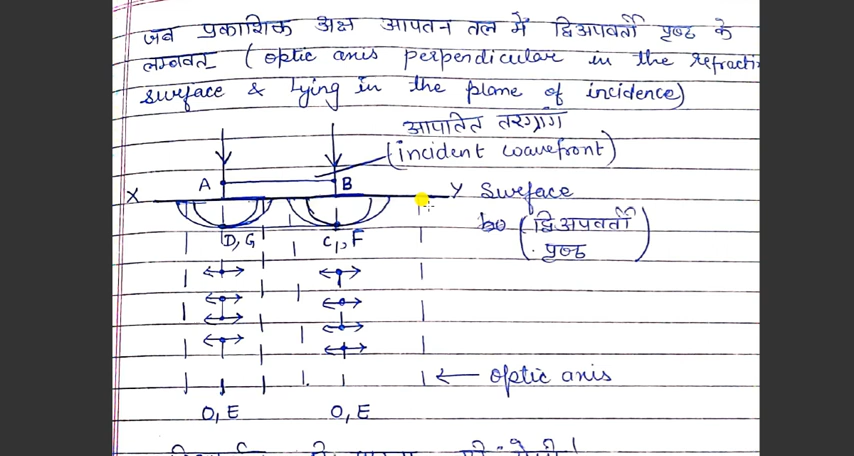 जब प्रकाशिक अक्ष आपतन तल में द्विअपवर्ती पृष्ठ के
लम्बवत (optic axis perpendicular in the refracti
surface & Lying in the plane of incidence)
आपतित तरंगाग्र
(incident wavefront)
A B
X Y Surface
(द्विअपवर्ती
पृष्ठ)
D, G C, F
← optic axis
O, E O, E